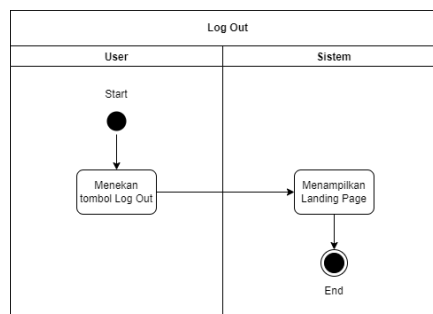 Log Out
User
Sistem
Start
Menekan
tombol Log Out
Menampilkan
Landing Page
End